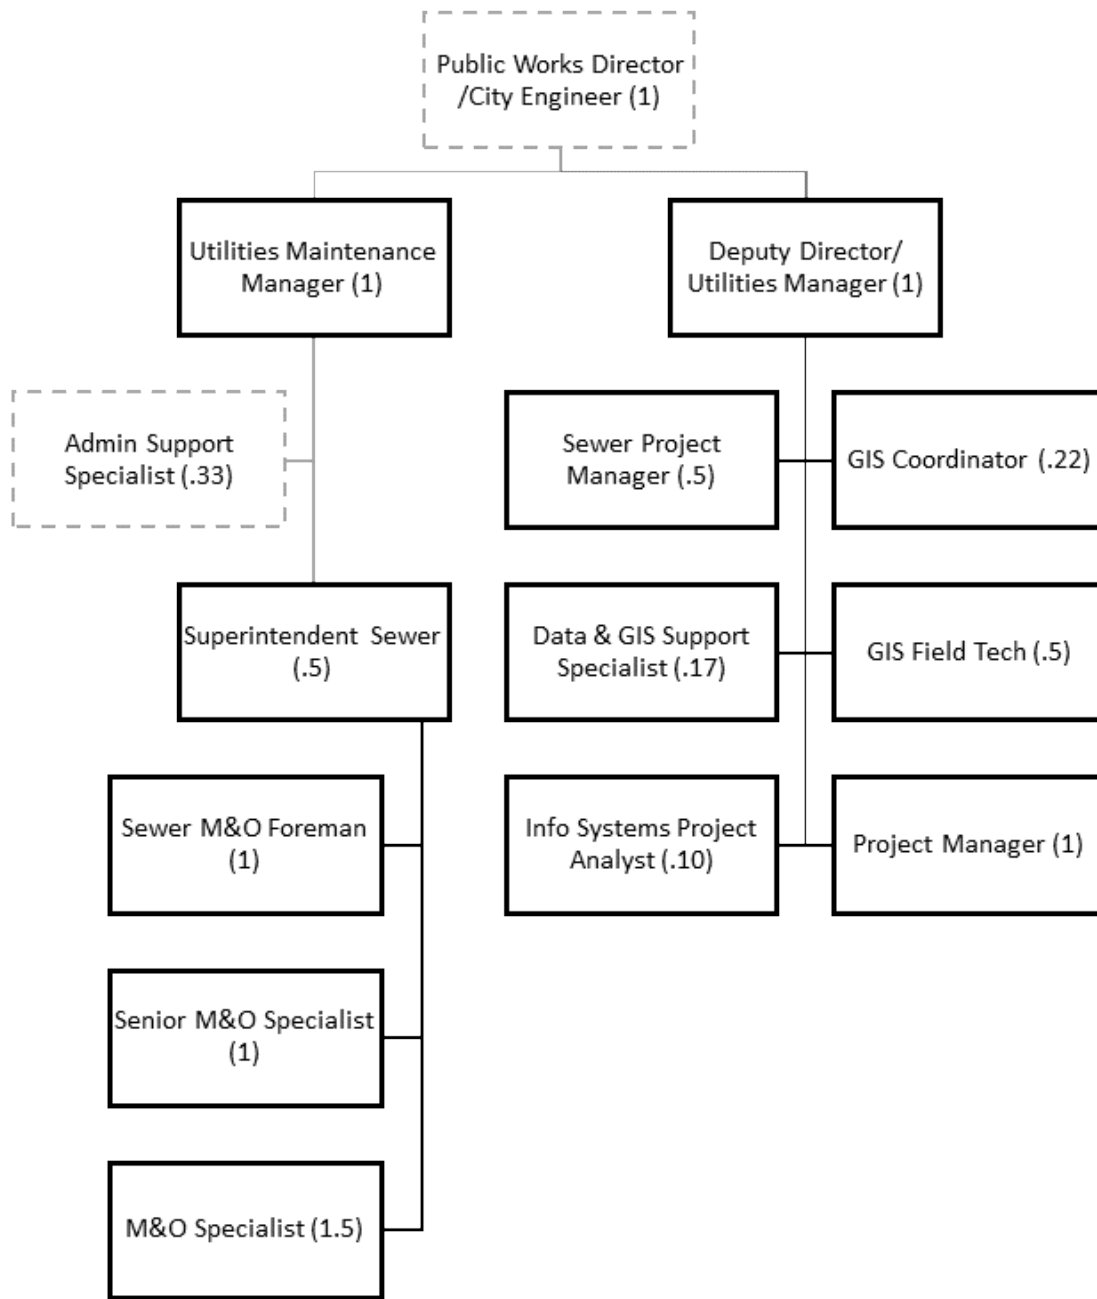 Public Works Director
/City Engineer (1)
Utilities Maintenance
Manager (1)
Deputy Director/
Utilities Manager (1)
Admin Support
Specialist (.33)
Sewer Project
Manager (.5)
GIS Coordinator (.22)
Superintendent Sewer
(.5)
Data & GIS Support
Specialist (.17)
GIS Field Tech (.5)
Sewer M&O Foreman
(1)
Info Systems Project
Analyst (.10)
Project Manager (1)
Senior M&O Specialist
(1)
M&O Specialist (1.5)